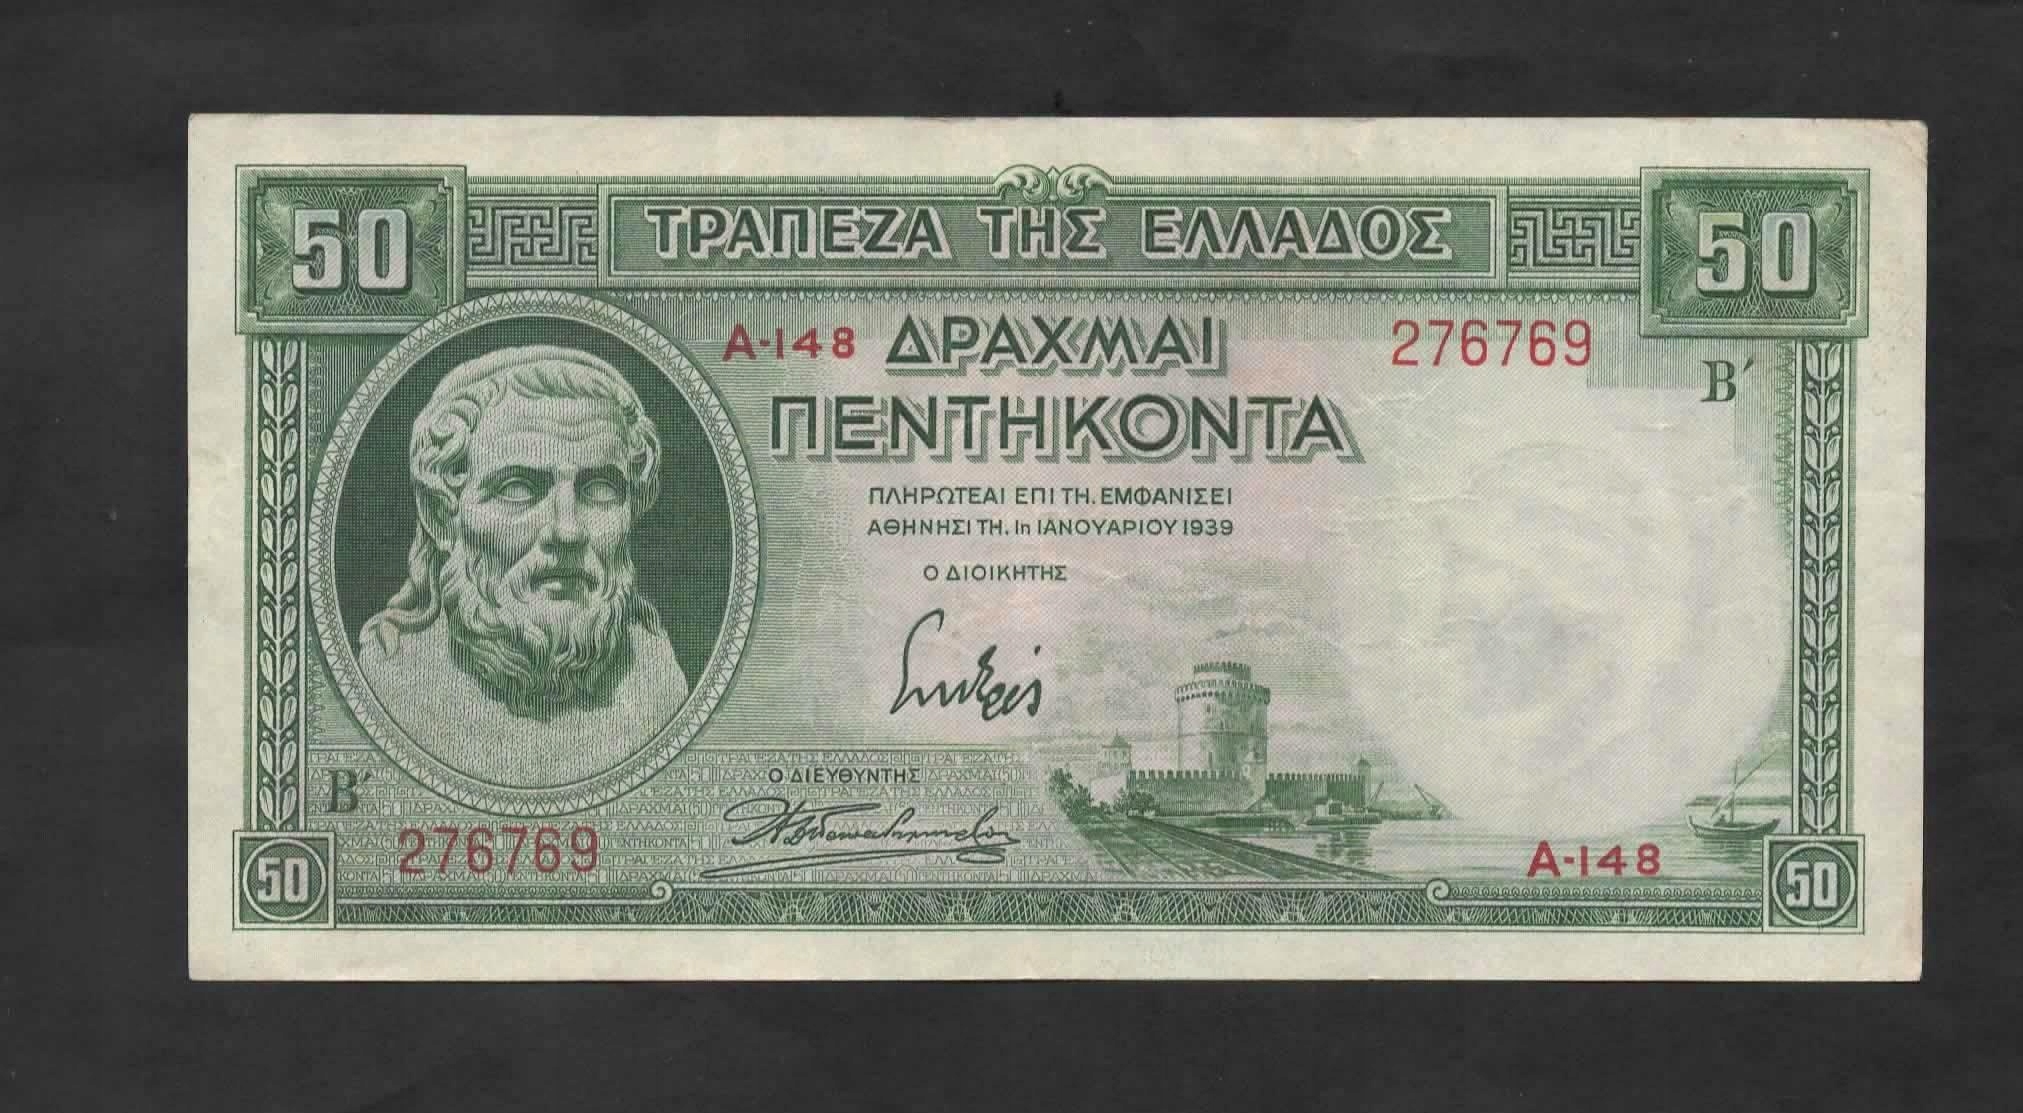 50 ΤΡΑΠΕΖΑ ΤΗΣ ΕΛΛΑΔΟΣ 50
Α-148 ΔΡΑΧΜΑΙ 276769
Β΄
ΠΕΝΤΗΚΟΝΤΑ
ΠΛΗΡΩΤΕΑΙ ΕΠΙ ΤΗ. ΕΜΦΑΝΙΣΕΙ
ΑΘΗΝΗΣΙ ΤΗ. 1η ΙΑΝΟΥΑΡΙΟΥ 1939
Ο ΔΙΟΙΚΗΤΗΣ
Ο ΔΙΕΥΘΥΝΤΗΣ
Β΄
276769
Α-148
50 50